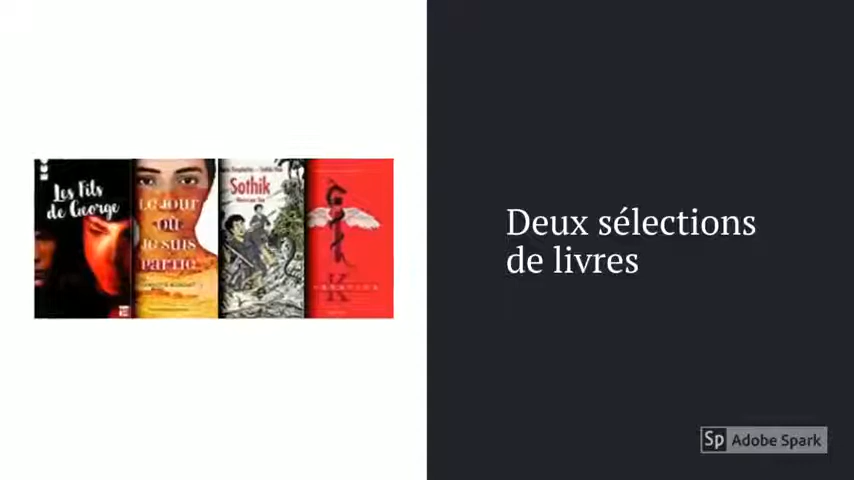 Les Fils
de George
LE JOUR
OÙ
JE SUIS
PARTIE
Sothik
K
Deux sélections
de livres
Sp Adobe Spark